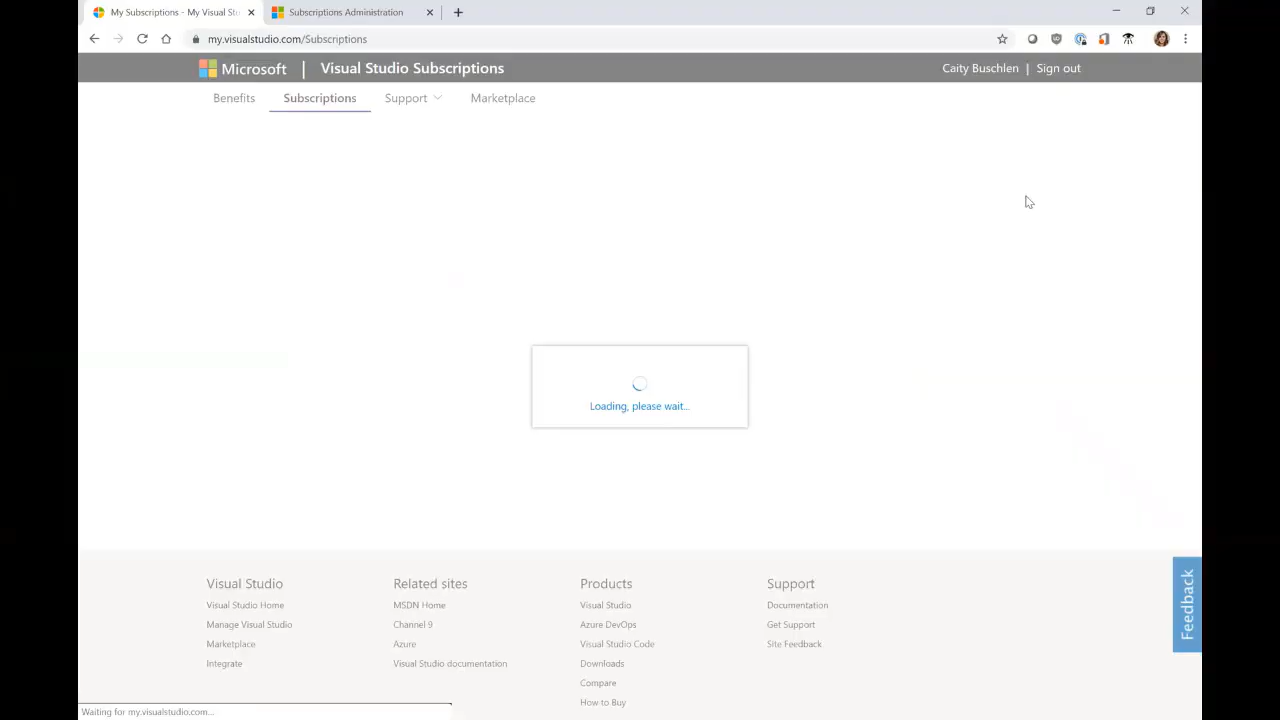 My Subscriptions - My Visual Stu
Subscriptions Administration
my.visualstudio.com/Subscriptions
Microsoft | Visual Studio Subscriptions
Caity Buschlen | Sign out
Benefits Subscriptions Support Marketplace
Loading, please wait...
Feedback
Visual Studio Related sites Products Support
Visual Studio Home MSDN Home Visual Studio Documentation
Manage Visual Studio Channel 9 Azure DevOps Get Support
Marketplace Azure Visual Studio Code Site Feedback
Integrate Visual Studio documentation Downloads
Compare
How to Buy
Waiting for my.visualstudio.com...